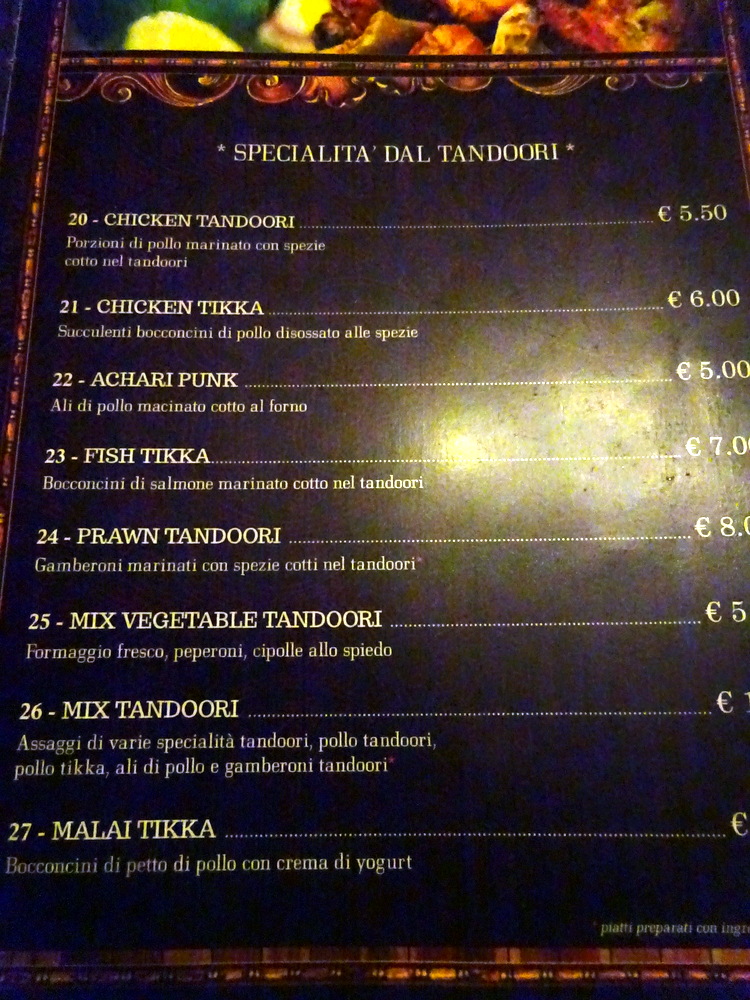 * SPECIALITA' DAL TANDOORI *
20 - CHICKEN TANDOORI € 5.50
Porzioni di pollo marinato con spezie
cotto nel tandoori
21 - CHICKEN TIKKA € 6.00
Succulenti bocconcini di pollo disossato alle spezie
22 - ACHARI PUNK € 5.00
Ali di pollo macinato cotto al forno
23 - FISH TIKKA € 7.0
Bocconcini di salmone marinato cotto nel tandoori
24 - PRAWN TANDOORI € 8.
Gamberoni marinati con spezie cotti nel tandoori*
25 - MIX VEGETABLE TANDOORI € 5
Formaggio fresco, peperoni, cipolle allo spiedo
26 - MIX TANDOORI € 1
Assaggi di varie specialità tandoori, pollo tandoori,
pollo tikka, ali di pollo e gamberoni tandoori*
27 - MALAI TIKKA €
Bocconcini di petto di pollo con crema di yogurt
* piatti preparati con